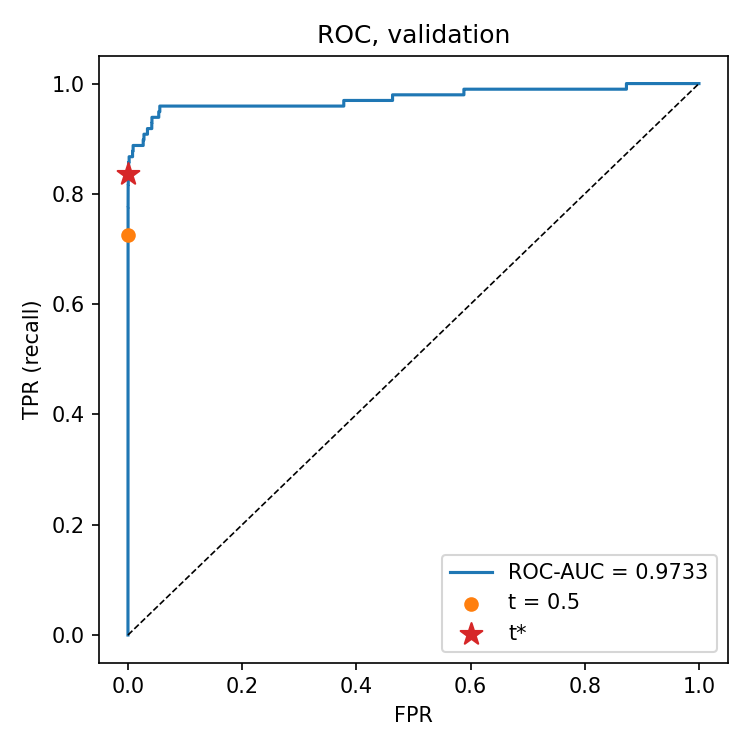 ROC, validation
TPR (recall)
1.0
0.8
0.6
0.4
0.2
0.0
0.0 0.2 0.4 0.6 0.8 1.0
FPR
ROC-AUC = 0.9733
t = 0.5
t*